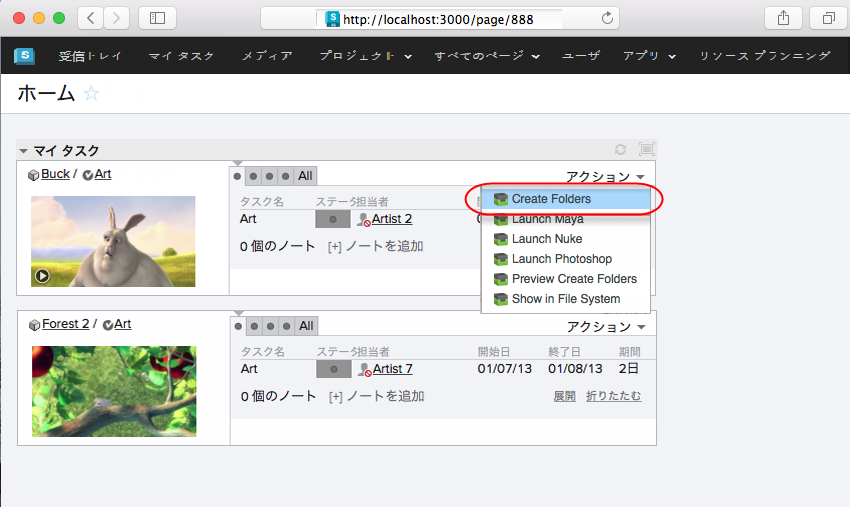 http://localhost:3000/page/888
受信トレイ マイ タスク メディア プロジェクト すべてのページ ユーザ アプリ リソース プランニング
ホーム
マイ タスク
Buck / Art
All アクション
タスク名 ステータ担当者
Art Artist 2
0 個のノート [+] ノートを追加
Create Folders
Launch Maya
Launch Nuke
Launch Photoshop
Preview Create Folders
Show in File System
Forest 2 / Art
All アクション
タスク名 ステータ担当者 開始日 終了日 期間
Art Artist 7 01/07/13 01/08/13 2日
0 個のノート [+] ノートを追加 展開 折りたたむ